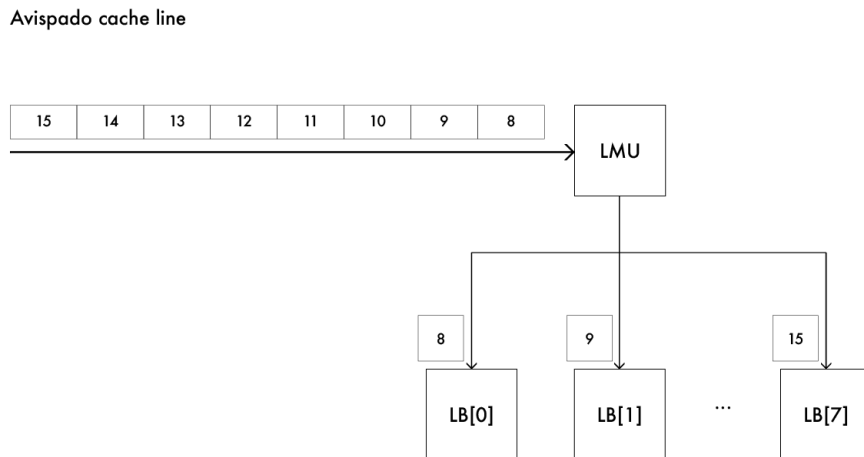 Avispado cache line
15 14 13 12 11 10 9 8
LMU
8 9 15
LB[0] LB[1] ... LB[7]